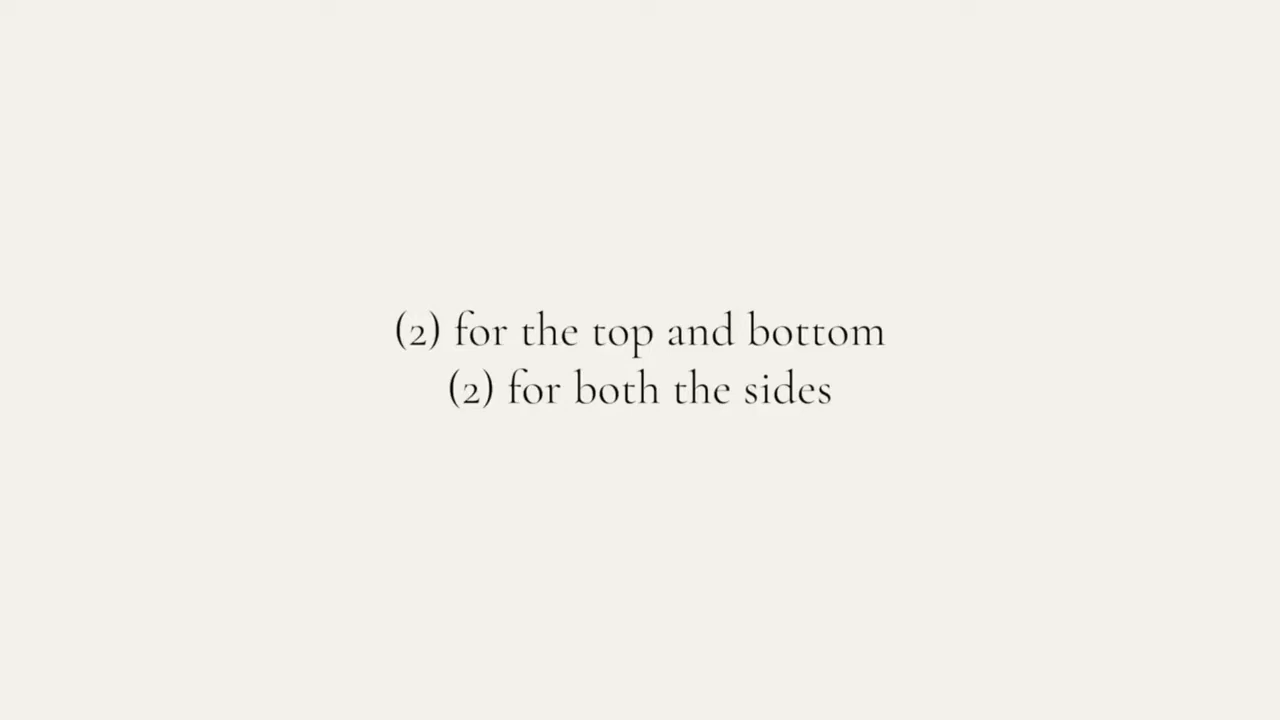 (2) for the top and bottom
(2) for both the sides